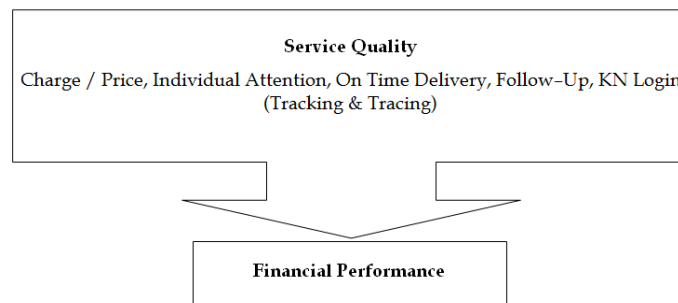 Service Quality
Charge / Price, Individual Attention, On Time Delivery, Follow–Up, KN Login
(Tracking & Tracing)
Financial Performance